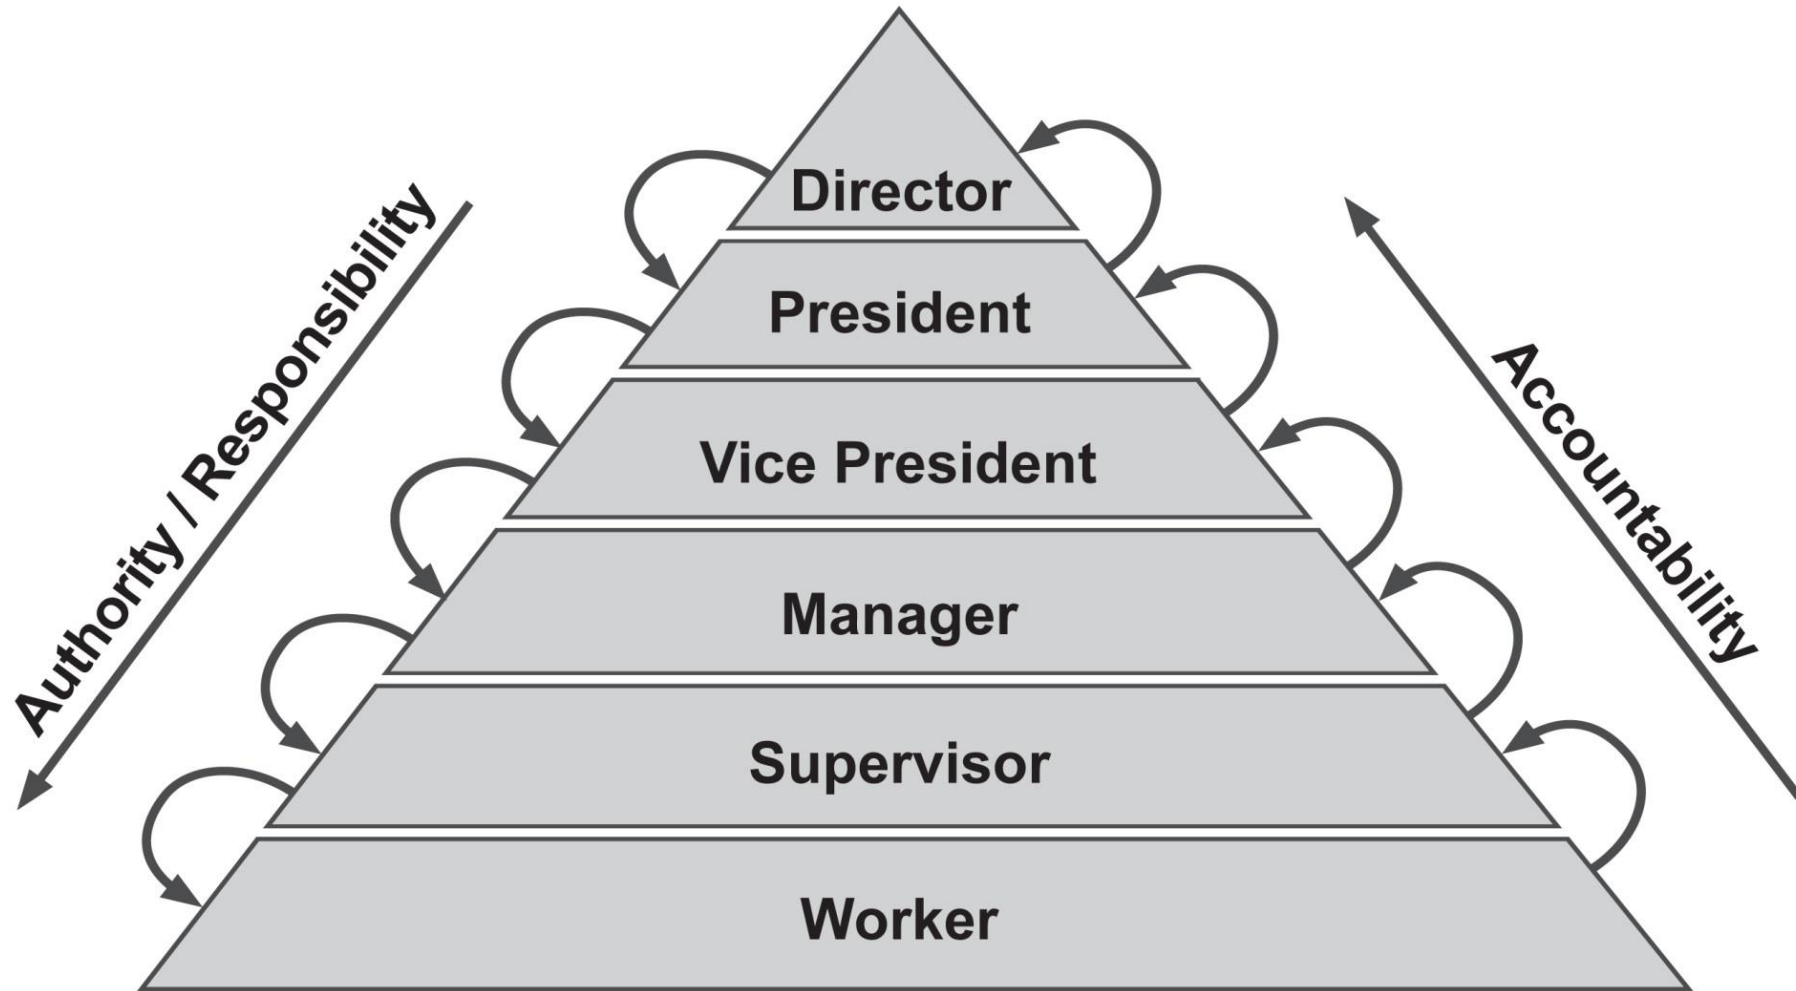 Director
President
Vice President
Manager
Supervisor
Worker
Authority / Responsibility
Accountability